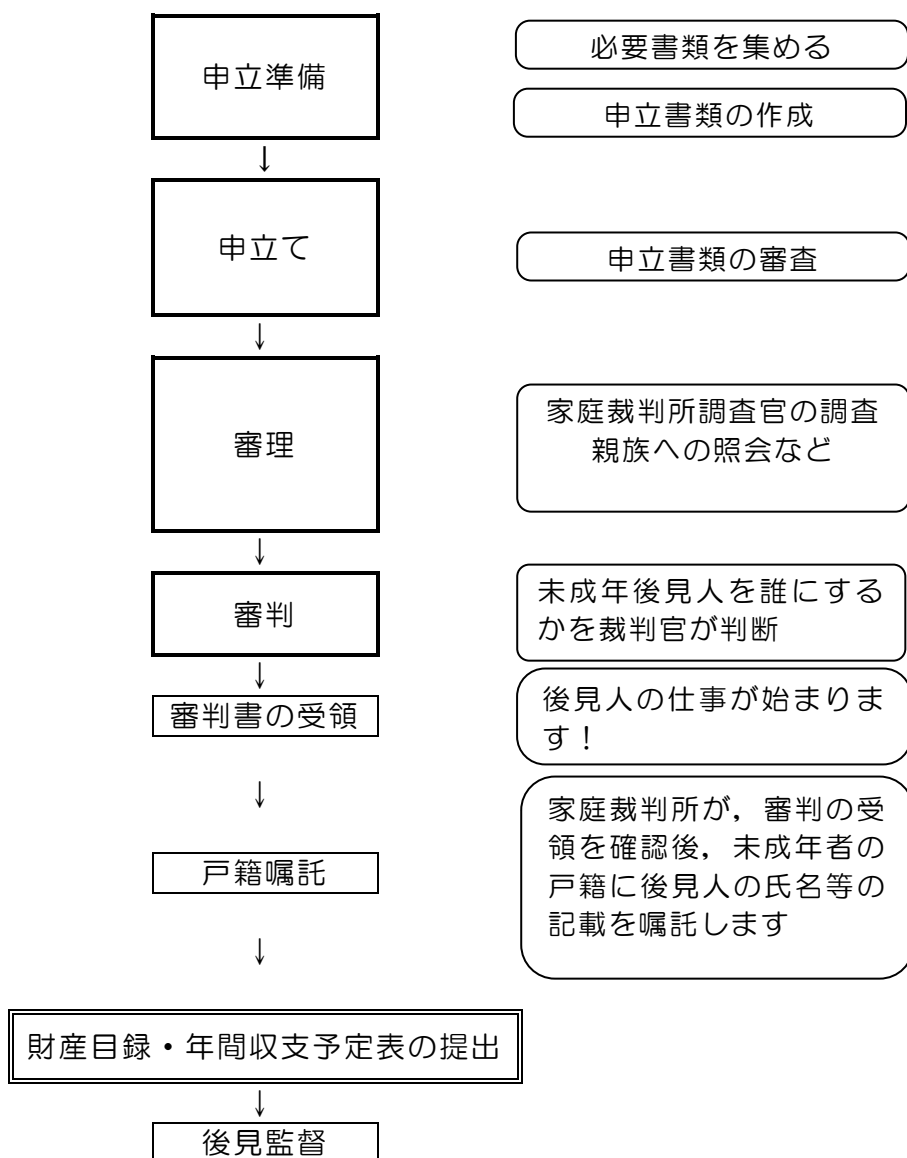 申立準備
必要書類を集める
申立書類の作成
↓
申立て
申立書類の審査
↓
審理
家庭裁判所調査官の調査
親族への照会など
↓
審判
未成年後見人を誰にする
かを裁判官が判断
↓
審判書の受領
後見人の仕事が始まりま
す！
↓
家庭裁判所が，審判の受
領を確認後，未成年者の
戸籍に後見人の氏名等の
記載を嘱託します
戸籍嘱託
↓
財産目録・年間収支予定表の提出
↓
後見監督